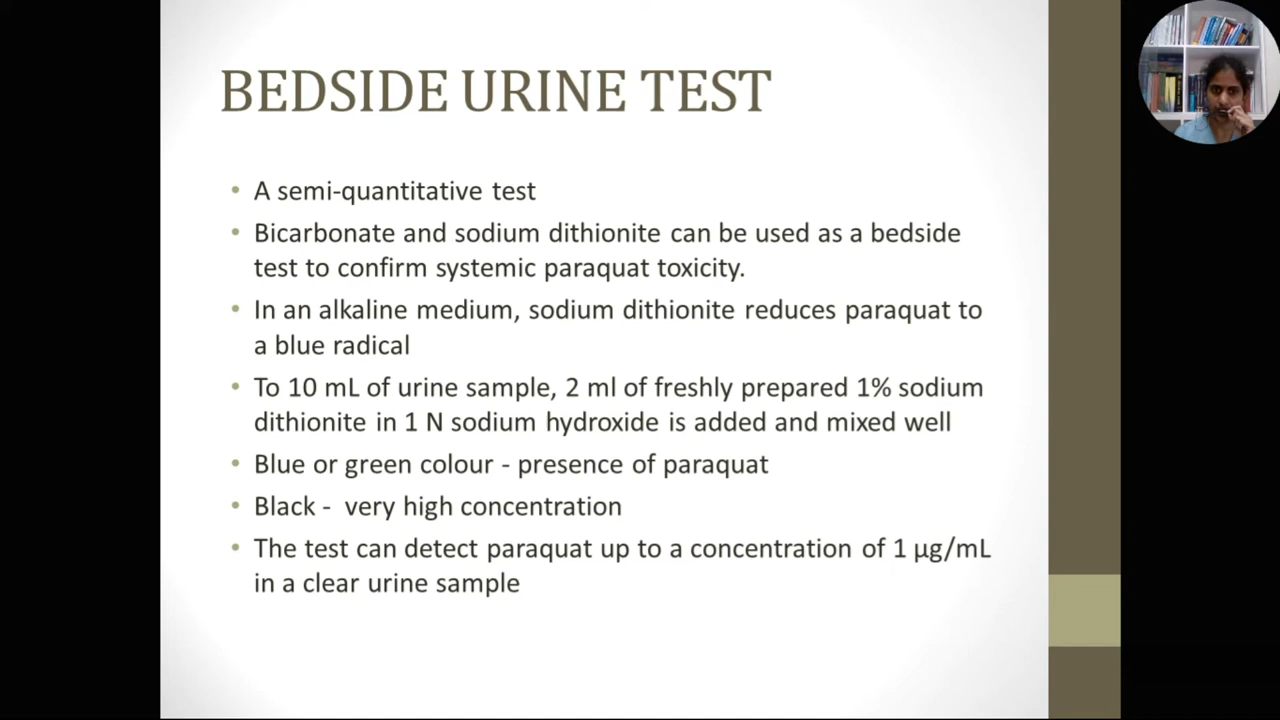 BEDSIDE URINE TEST
• A semi-quantitative test
• Bicarbonate and sodium dithionite can be used as a bedside
test to confirm systemic paraquat toxicity.
• In an alkaline medium, sodium dithionite reduces paraquat to
a blue radical
• To 10 mL of urine sample, 2 ml of freshly prepared 1% sodium
dithionite in 1 N sodium hydroxide is added and mixed well
• Blue or green colour - presence of paraquat
• Black - very high concentration
• The test can detect paraquat up to a concentration of 1 µg/mL
in a clear urine sample